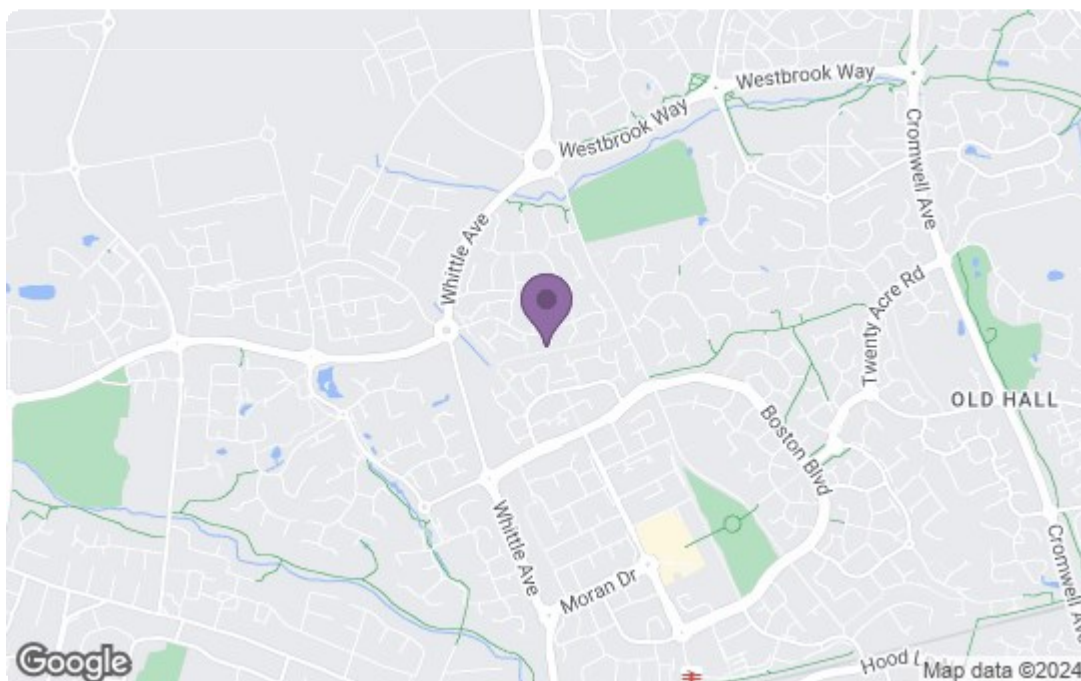 Westbrook Way
Westbrook Way
Cromwell Ave
Whittle Ave
Twenty Acre Rd
OLD HALL
Boston Blvd
Whittle Ave
Moran Dr
Cromwell Ave
Hood L
Google
Map data ©2024